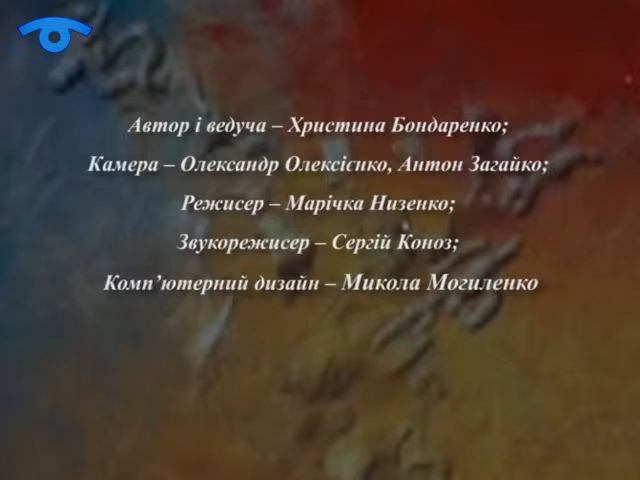 Автор і ведуча – Христина Бондаренко;
Камера – Олександр Олексієнко, Антон Загайко;
Режисер – Марічка Низенко;
Звукорежисер – Сергій Коноз;
Комп’ютерний дизайн – Микола Могиленко